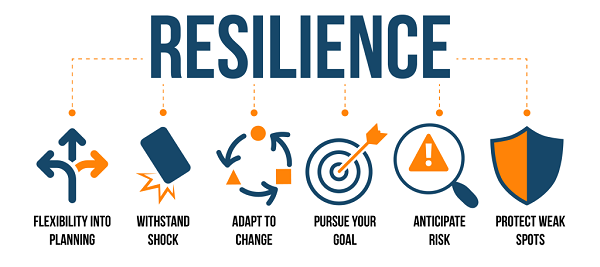 RESILIENCE
FLEXIBILITY INTO
PLANNING
WITHSTAND
SHOCK
ADAPT TO
CHANGE
PURSUE YOUR
GOAL
ANTICIPATE
RISK
PROTECT WEAK
SPOTS